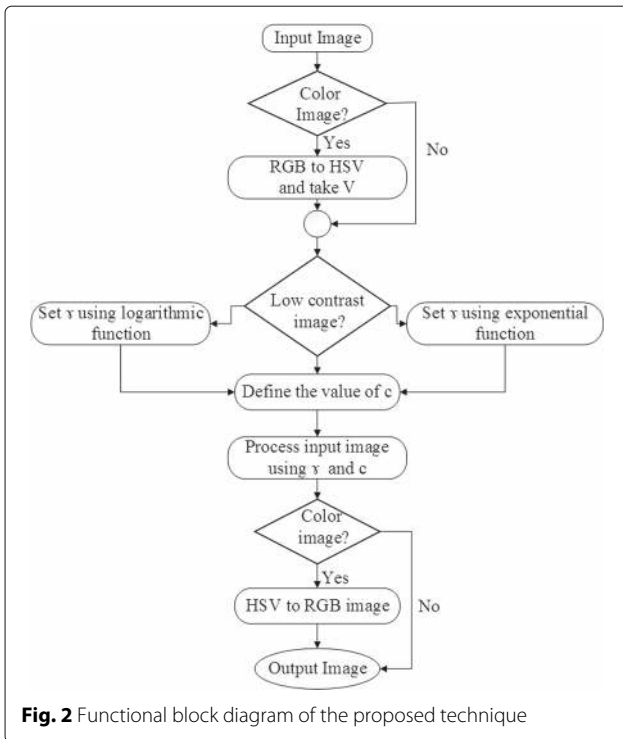 Input Image
Color
Image?
Yes
No
RGB to HSV
and take V
Low contrast
image?
Set ɤ using logarithmic
function
Set ɤ using exponential
function
Define the value of c
Process input image
using ɤ and c
Color
image?
Yes
No
HSV to RGB image
Output Image
Fig. 2 Functional block diagram of the proposed technique